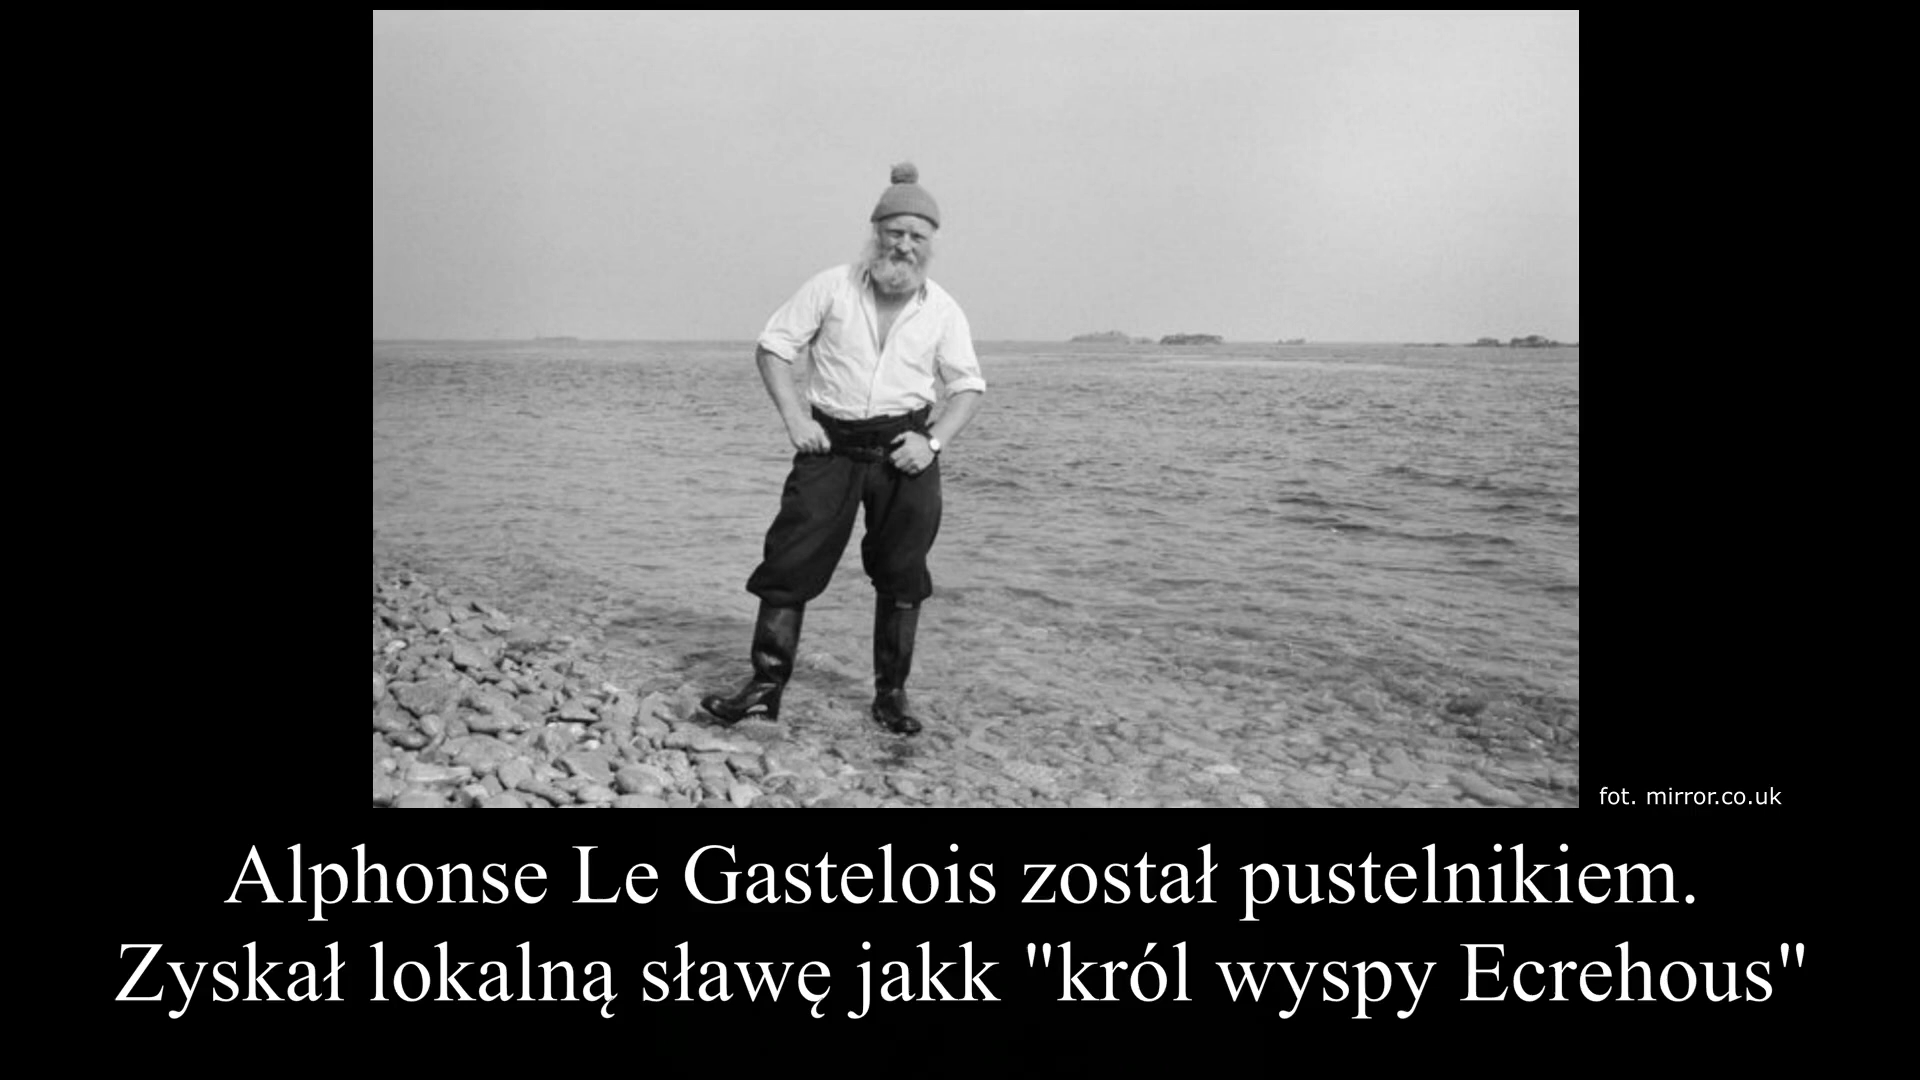 fot. mirror.co.uk
Alphonse Le Gastelois został pustelnikiem.
Zyskał lokalną sławę jakk "król wyspy Ecrehous"